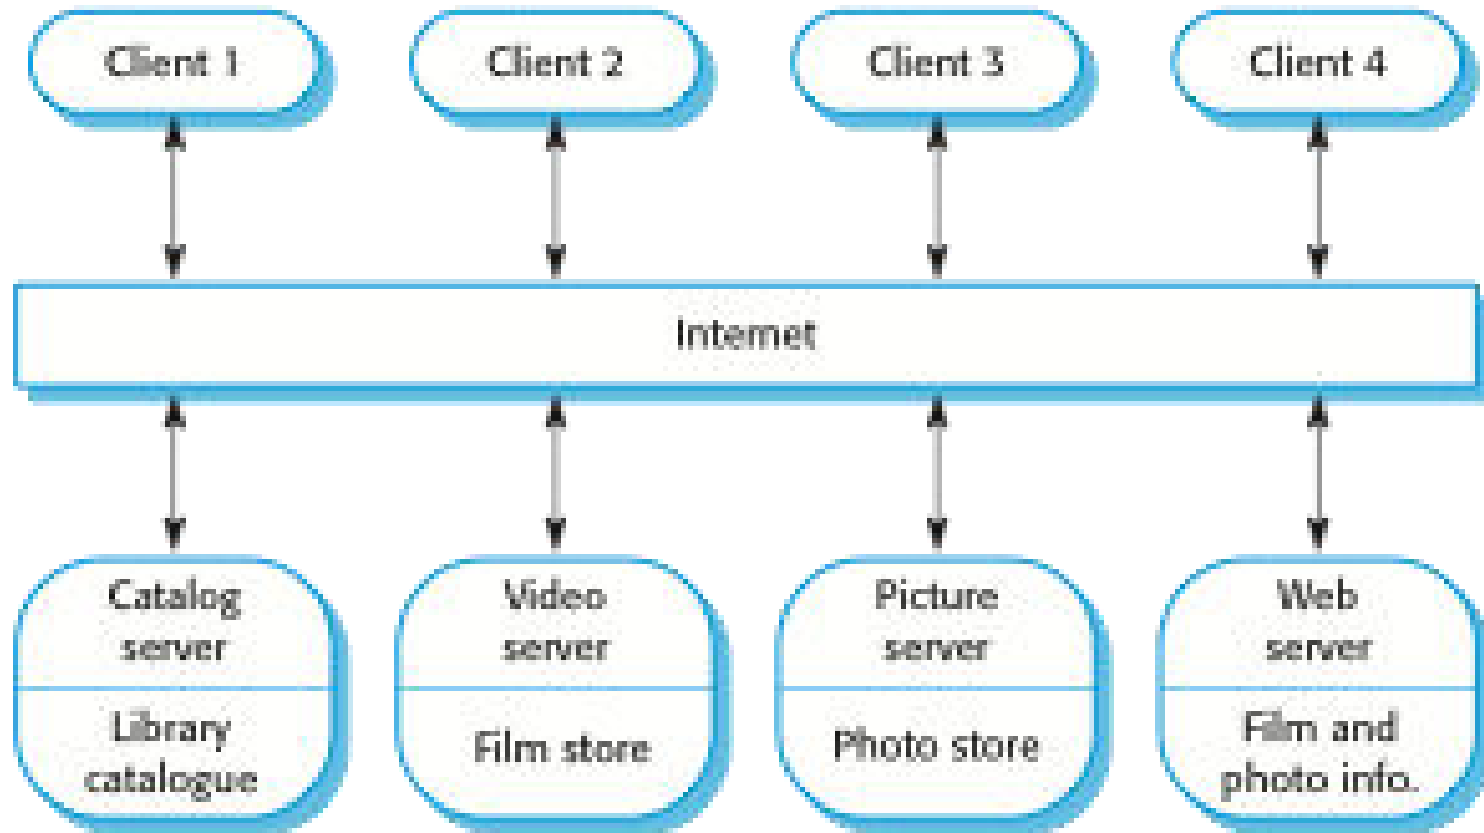 Client 1
Client 2
Client 3
Client 4
Internet
Catalog
server
Library
catalogue
Video
server
Film store
Picture
server
Photo store
Web
server
Film and
photo info.